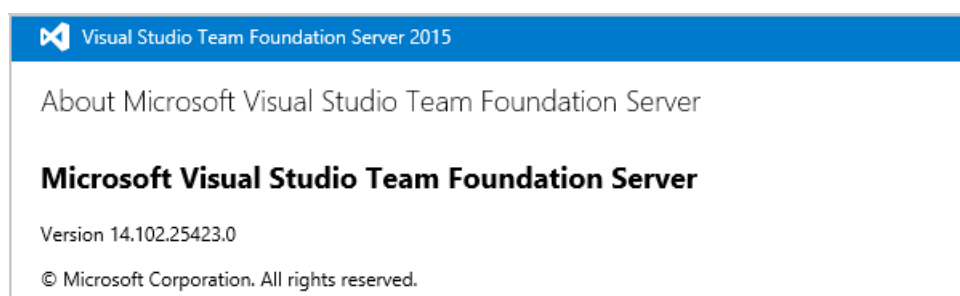 Visual Studio Team Foundation Server 2015
About Microsoft Visual Studio Team Foundation Server
Microsoft Visual Studio Team Foundation Server
Version 14.102.25423.0
© Microsoft Corporation. All rights reserved.